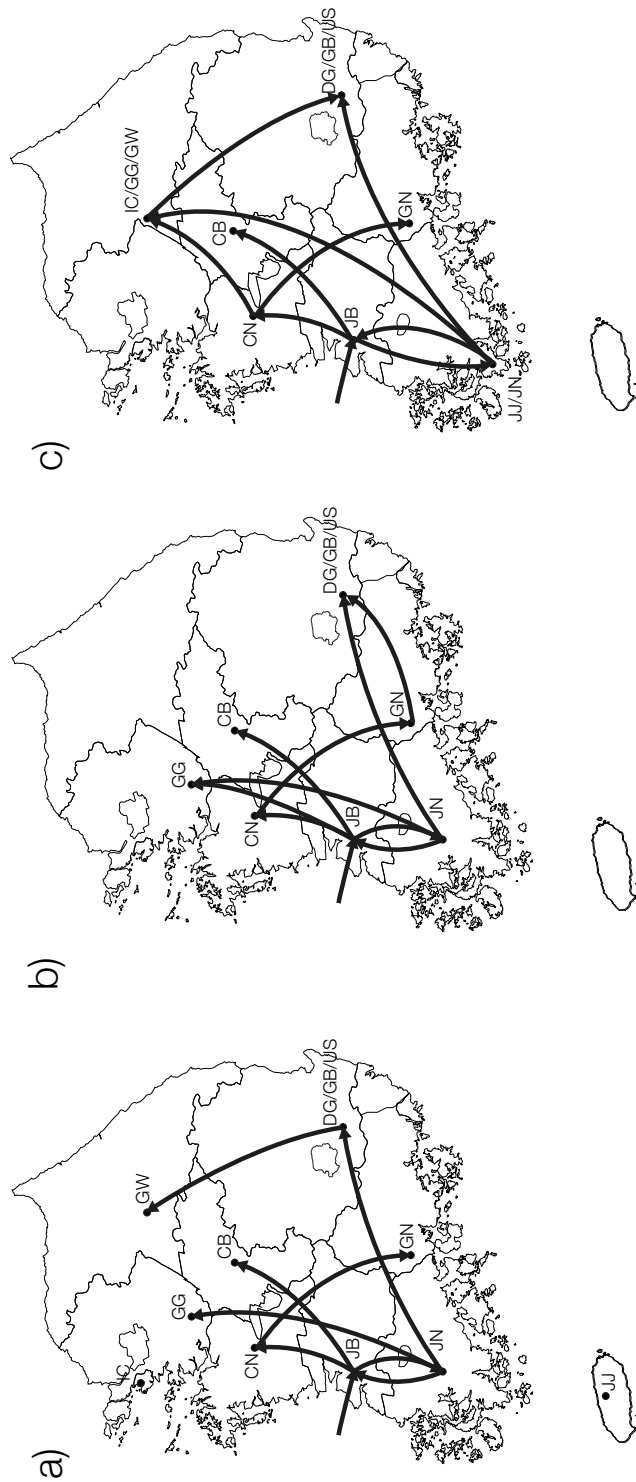 a)
IC
GG
GW
CN
CB
JB
DG/GB/US
JN
GN
JJ
b)
GG
CN
CB
JB
DG/GB/US
JN
GN
c)
IC/GG/GW
CN
CB
JB
DG/GB/US
GN
JJ/JN